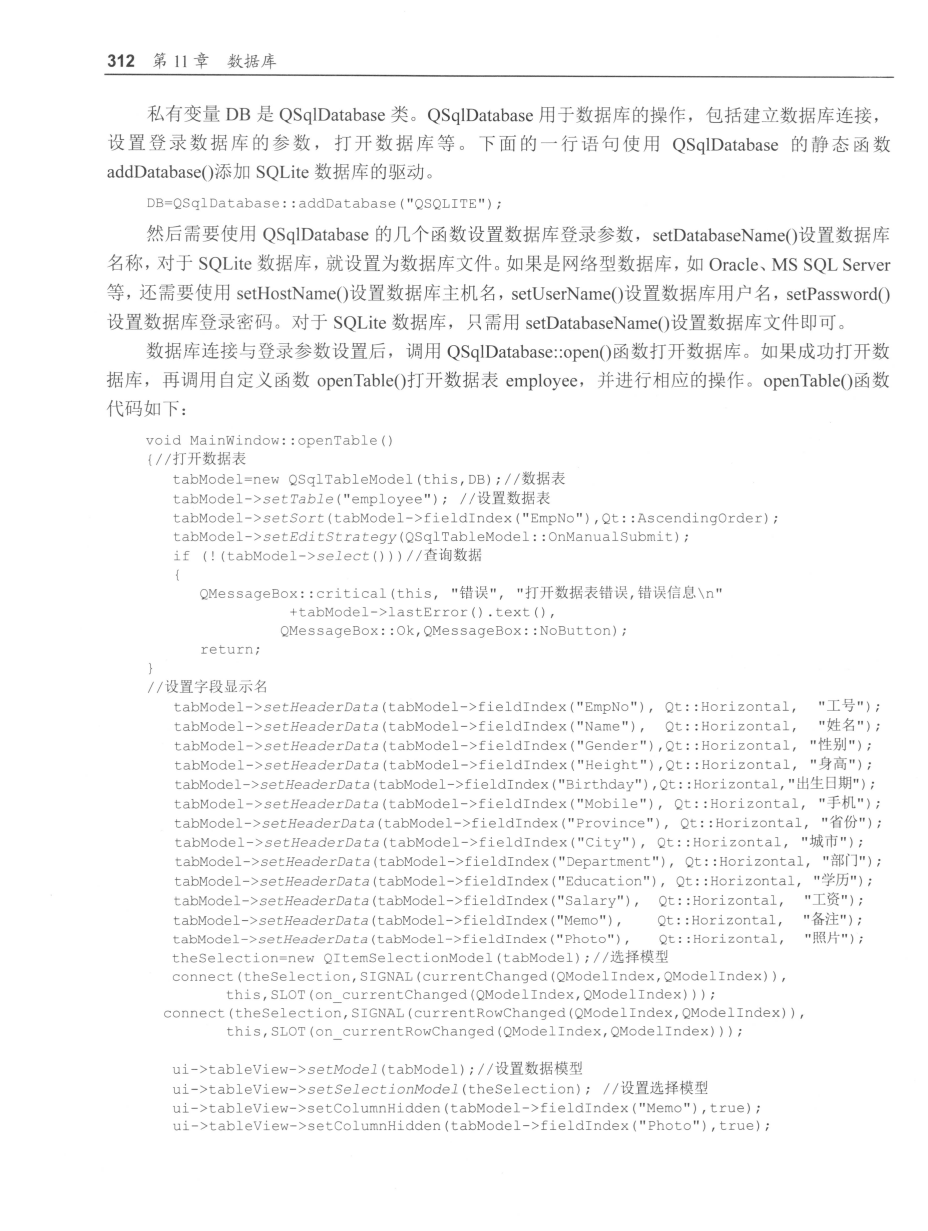 312 第 11 章 数据库
私有变量 DB 是 QSqlDatabase 类。QSqlDatabase 用于数据库的操作，包括建立数据库连接，
设置登录数据库的参数，打开数据库等。下面的一行语句使用 QSqlDatabase 的静态函数
addDatabase()添加 SQLite 数据库的驱动。
DB=QSqlDatabase::addDatabase("QSQLITE");
然后需要使用 QSqlDatabase 的几个函数设置数据库登录参数，setDatabaseName()设置数据库
名称，对于 SQLite 数据库，就设置为数据库文件。如果是网络型数据库，如 Oracle、MS SQL Server
等，还需要使用 setHostName()设置数据库主机名，setUserName()设置数据库用户名，setPassword()
设置数据库登录密码。对于 SQLite 数据库，只需用 setDatabaseName()设置数据库文件即可。
数据库连接与登录参数设置后，调用 QSqlDatabase::open()函数打开数据库。如果成功打开数
据库，再调用自定义函数 openTable()打开数据表 employee，并进行相应的操作。openTable()函数
代码如下：
void MainWindow::openTable()
{//打开数据表
tabModel=new QSqlTableModel(this,DB);//数据表
tabModel->setTable("employee"); //设置数据表
tabModel->setSort(tabModel->fieldIndex("EmpNo"),Qt::AscendingOrder);
tabModel->setEditStrategy(QSqlTableModel::OnManualSubmit);
if (!(tabModel->select()))//查询数据
{
QMessageBox::critical(this, "错误", "打开数据表错误,错误信息\n"
+tabModel->lastError().text(),
QMessageBox::Ok,QMessageBox::NoButton);
return;
}
//设置字段显示名
tabModel->setHeaderData(tabModel->fieldIndex("EmpNo"), Qt::Horizontal, "工号");
tabModel->setHeaderData(tabModel->fieldIndex("Name"), Qt::Horizontal, "姓名");
tabModel->setHeaderData(tabModel->fieldIndex("Gender"),Qt::Horizontal, "性别");
tabModel->setHeaderData(tabModel->fieldIndex("Height"),Qt::Horizontal, "身高");
tabModel->setHeaderData(tabModel->fieldIndex("Birthday"),Qt::Horizontal,"出生日期");
tabModel->setHeaderData(tabModel->fieldIndex("Mobile"), Qt::Horizontal, "手机");
tabModel->setHeaderData(tabModel->fieldIndex("Province"), Qt::Horizontal, "省份");
tabModel->setHeaderData(tabModel->fieldIndex("City"), Qt::Horizontal, "城市");
tabModel->setHeaderData(tabModel->fieldIndex("Department"), Qt::Horizontal, "部门");
tabModel->setHeaderData(tabModel->fieldIndex("Education"), Qt::Horizontal, "学历");
tabModel->setHeaderData(tabModel->fieldIndex("Salary"), Qt::Horizontal, "工资");
tabModel->setHeaderData(tabModel->fieldIndex("Memo"), Qt::Horizontal, "备注");
tabModel->setHeaderData(tabModel->fieldIndex("Photo"), Qt::Horizontal, "照片");
theSelection=new QItemSelectionModel(tabModel);//选择模型
connect(theSelection,SIGNAL(currentChanged(QModelIndex,QModelIndex)),
this,SLOT(on_currentChanged(QModelIndex,QModelIndex)));
connect(theSelection,SIGNAL(currentRowChanged(QModelIndex,QModelIndex)),
this,SLOT(on_currentRowChanged(QModelIndex,QModelIndex)));
ui->tableView->setModel(tabModel);//设置数据模型
ui->tableView->setSelectionModel(theSelection); //设置选择模型
ui->tableView->setColumnHidden(tabModel->fieldIndex("Memo"),true);
ui->tableView->setColumnHidden(tabModel->fieldIndex("Photo"),true);